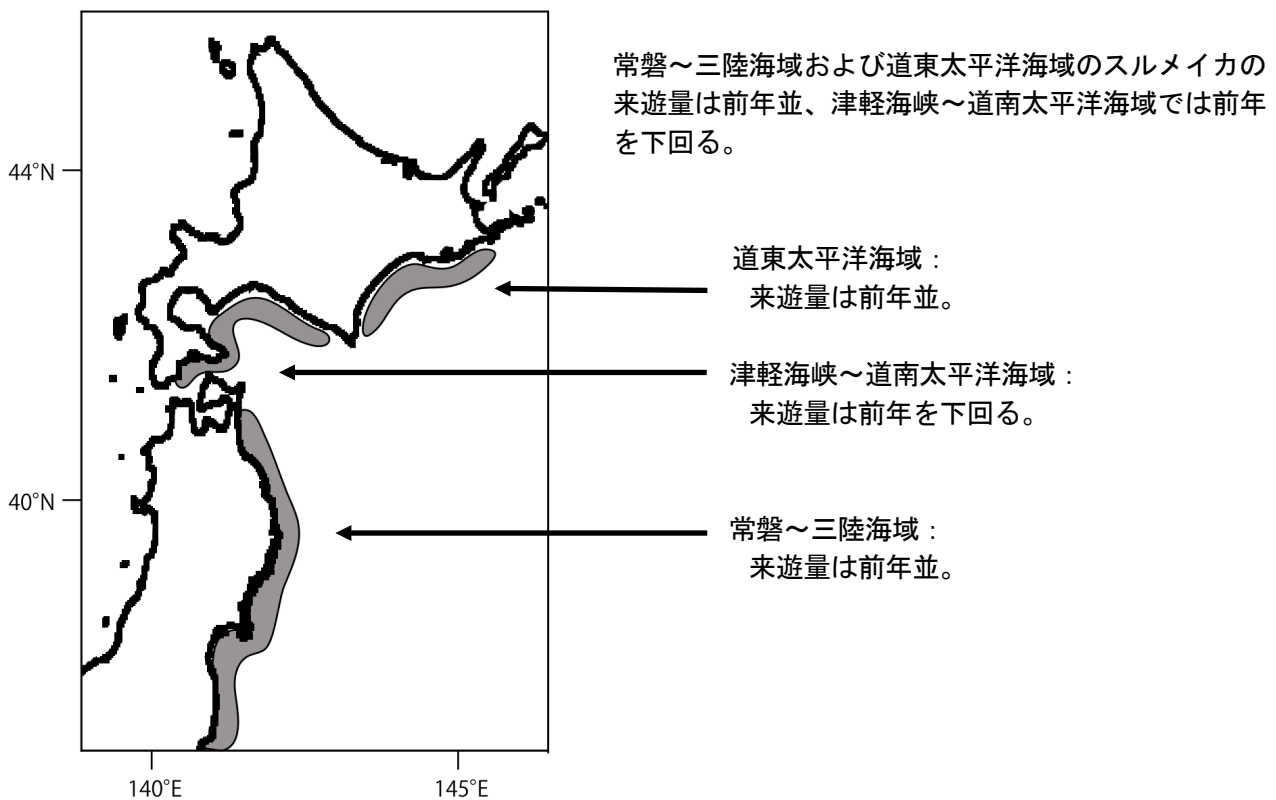 常磐～三陸海域および道東太平洋海域のスルメイカの
来遊量は前年並、津軽海峡～道南太平洋海域では前年
を下回る。
44°N
道東太平洋海域：
来遊量は前年並。
津軽海峡～道南太平洋海域：
来遊量は前年を下回る。
40°N
常磐～三陸海域：
来遊量は前年並。
140°E
145°E